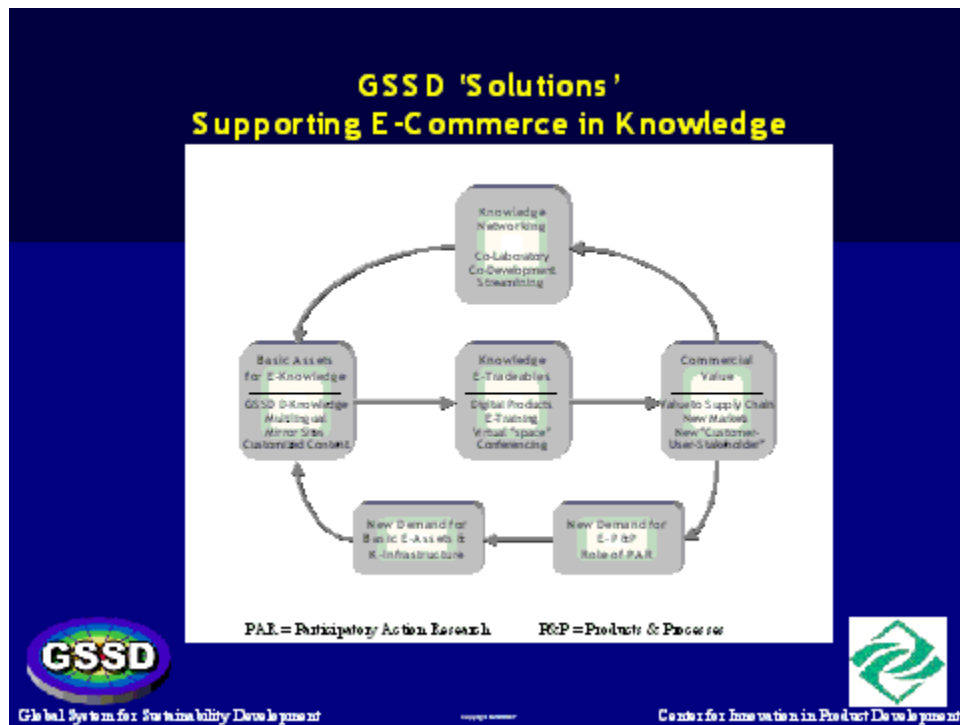 GSSD 'Solutions'
Supporting E-Commerce in Knowledge
Knowledge
Networking
Co-Laboratory
Co-Development
Streamlining
Basic Assets
for E-Knowledge
GSSD D-Knowledge
Multilingual
Mirror Sites
Customized Content
Knowledge
E-Tradeables
Digital Products
E-Training
Virtual "space"
Conferencing
Commercial
Value
Value to Supply Chain
New Markets
New "Customer-
User-Stakeholder"
New Demand for
Basic E-Assets &
K-Infrastructure
New Demand for
E-P&P
Role of PAR
PAR = Participatory Action Research P&P = Products & Processes
GSSD
Global System for Sustainability Development
Center for Innovation in Product Development